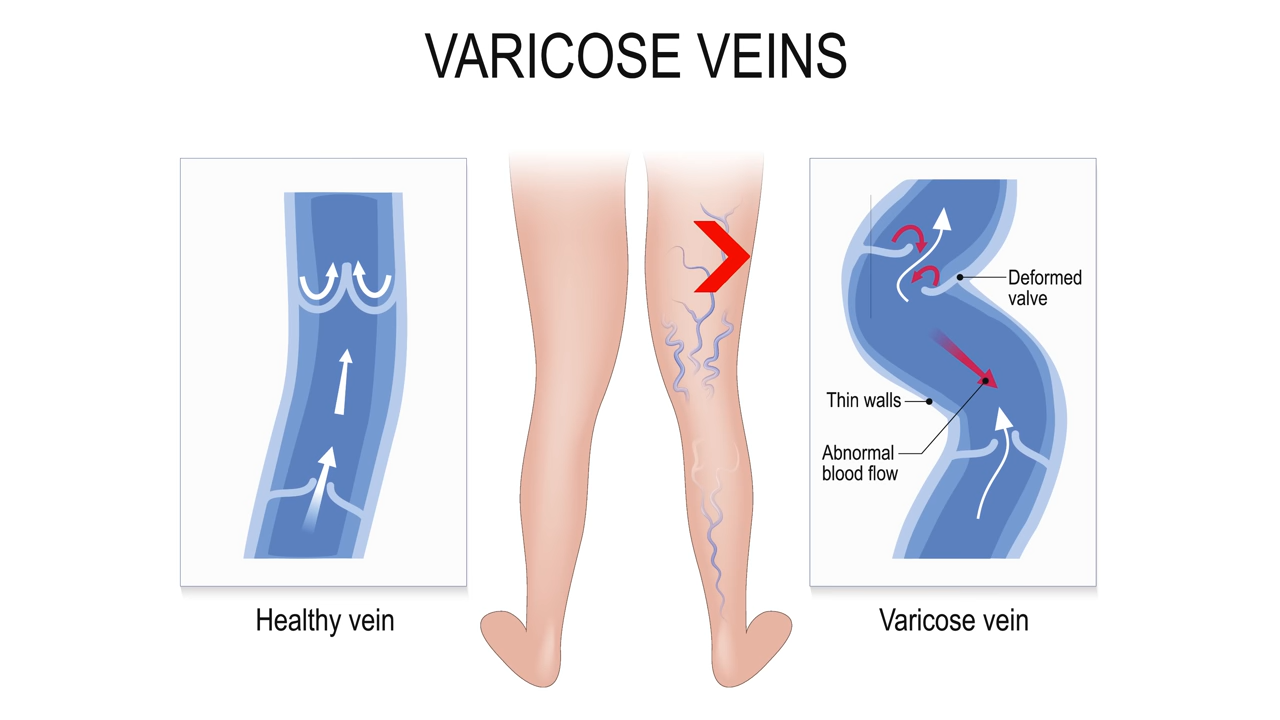 VARICOSE VEINS
Deformed
valve
Thin walls
Abnormal
blood flow
Healthy vein
Varicose vein